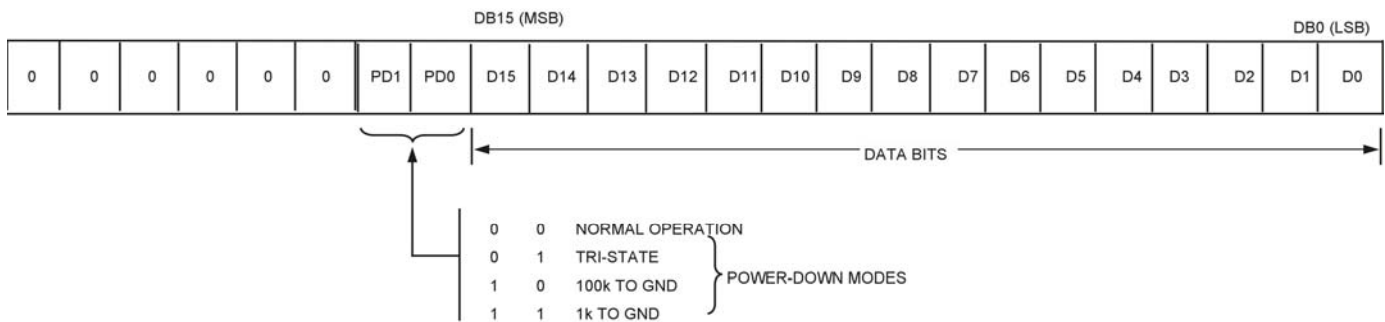 DB15 (MSB)
DB0 (LSB)
0 0 0 0 0 0 PD1 PD0 D15 D14 D13 D12 D11 D10 D9 D8 D7 D6 D5 D4 D3 D2 D1 D0
DATA BITS
0 0 NORMAL OPERATION
0 1 TRI-STATE
1 0 100k TO GND
1 1 1k TO GND
POWER-DOWN MODES